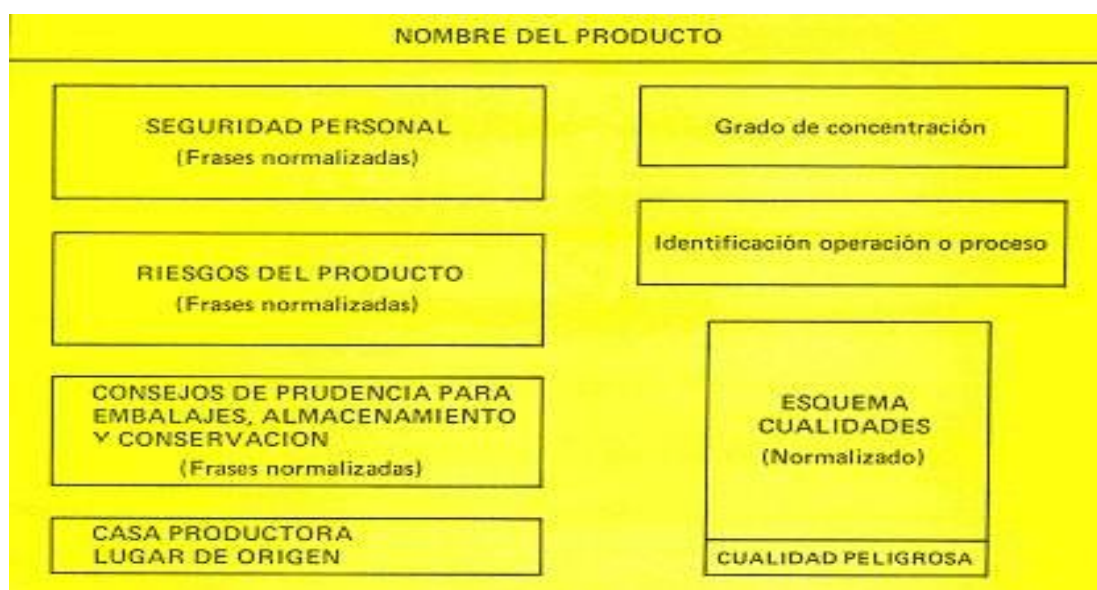 NOMBRE DEL PRODUCTO
SEGURIDAD PERSONAL
(Frases normalizadas)
RIESGOS DEL PRODUCTO
(Frases normalizadas)
CONSEJOS DE PRUDENCIA PARA
EMBALAJES, ALMACENAMIENTO
Y CONSERVACION
(Frases normalizadas)
CASA PRODUCTORA
LUGAR DE ORIGEN
Grado de concentración
Identificación operación o proceso
ESQUEMA
CUALIDADES
(Normalizado)
CUALIDAD PELIGROSA